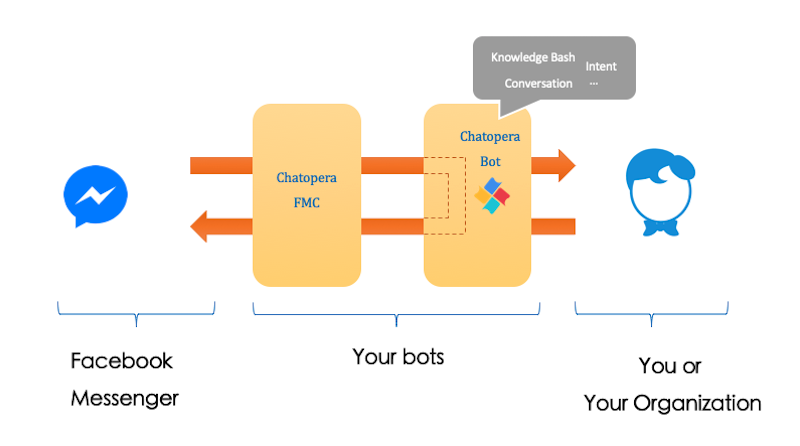 Knowledge Bash
Intent
Conversation
...
Chatopera
Bot
Chatopera
FMC
Facebook
Messenger
Your bots
You or
Your Organization